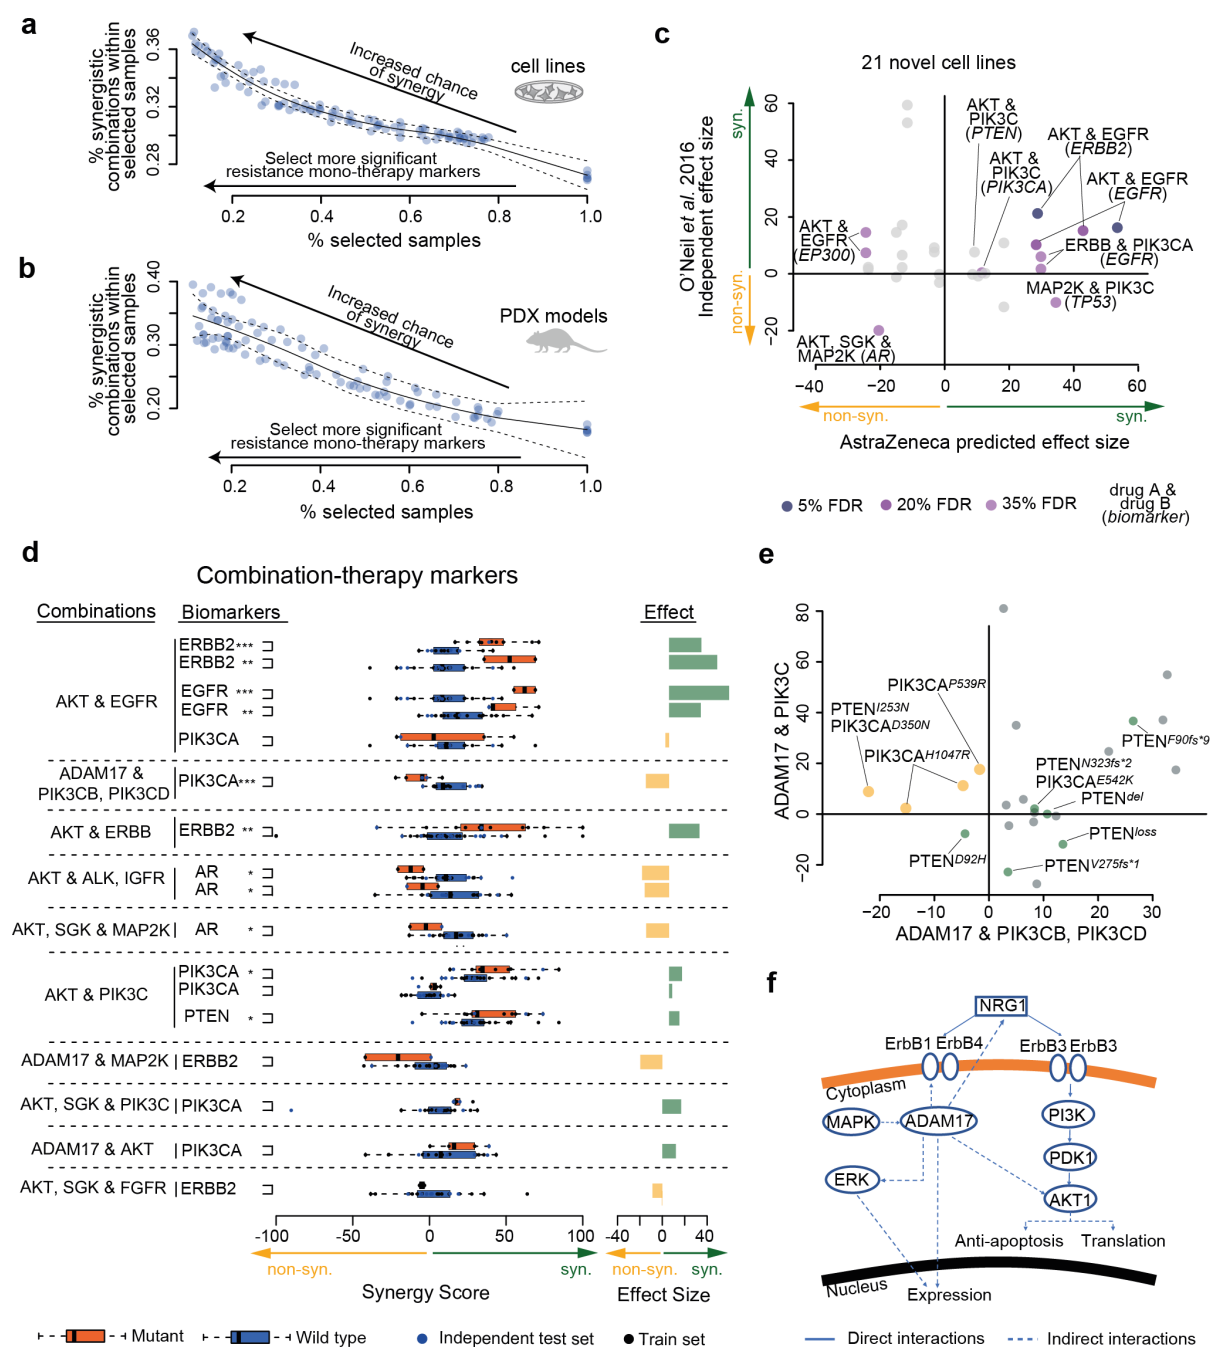 a
% synergistic
combinations within
selected samples
0.36
0.32
0.28
Increased chance
of synergy
cell lines
Select more significant
resistance mono-therapy markers
0.2 0.4 0.6 0.8 1.0
% selected samples
b
% synergistic
combinations within
selected samples
0.40
0.30
0.20
Increased chance
of synergy
PDX models
Select more significant
resistance mono-therapy markers
0.2 0.4 0.6 0.8 1.0
% selected samples
c
21 novel cell lines
O'Neil et al. 2016
Independent effect size
syn.
non-syn.
60
40
20
0
−20
AKT &
PIK3C
(PTEN)
AKT &
PIK3C
(PIK3CA)
AKT & EGFR
(ERBB2)
AKT & EGFR
(EGFR)
AKT &
EGFR
(EP300)
ERBB & PIK3CA
(EGFR)
MAP2K & PIK3C
(TP53)
AKT, SGK &
MAP2K (AR)
−40 −20 0 20 40 60
non-syn. syn.
AstraZeneca predicted effect size
5% FDR 20% FDR 35% FDR
drug A &
drug B
(biomarker)
d
Combination-therapy markers
Combinations Biomarkers Effect
AKT & EGFR
ERBB2 ***
ERBB2 **
EGFR ***
EGFR **
PIK3CA
ADAM17 &
PIK3CB, PIK3CD
PIK3CA***
AKT & ERBB ERBB2 **
AKT & ALK, IGFR
AR *
AR *
AKT, SGK & MAP2K AR *
AKT & PIK3C
PIK3CA *
PIK3CA
PTEN *
ADAM17 & MAP2K ERBB2
AKT, SGK & PIK3C PIK3CA
ADAM17 & AKT PIK3CA
AKT, SGK & FGFR ERBB2
-100 -50 0 50 100
-40 0 40
non-syn. syn.
non-syn. syn.
Synergy Score
Effect Size
Mutant Wild type Independent test set Train set
e
ADAM17 & PIK3C
80
60
40
20
0
−20
PIK3CAP539R
PTENI253N
PIK3CAD350N
PIK3CAH1047R
PTENF90fs*9
PTENN323fs*2
PIK3CAE542K
PTENdel
PTENloss
PTEND92H
PTENV275fs*1
−20 −10 0 10 20 30
ADAM17 & PIK3CB, PIK3CD
f
NRG1
ErbB1 ErbB4
ErbB3 ErbB3
Cytoplasm
MAPK ADAM17 PI3K
PDK1
ERK
AKT1
Anti-apoptosis Translation
Nucleus
Expression
Direct interactions Indirect interactions